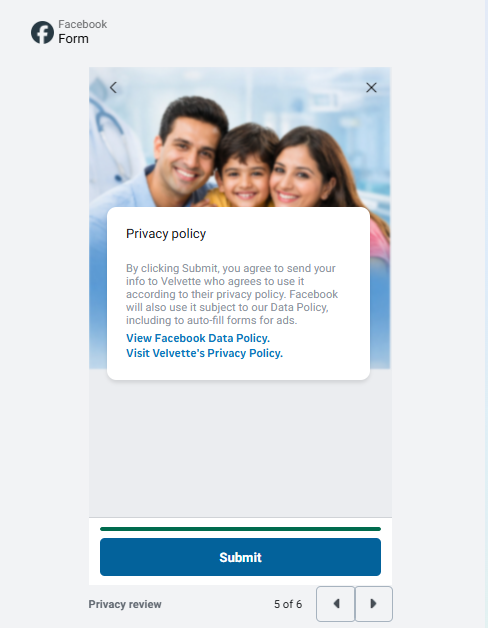 Facebook
Form
Privacy policy
By clicking Submit, you agree to send your
info to Velvette who agrees to use it
according to their privacy policy. Facebook
will also use it subject to our Data Policy,
including to auto-fill forms for ads.
View Facebook Data Policy.
Visit Velvette's Privacy Policy.
Submit
Privacy review
5 of 6